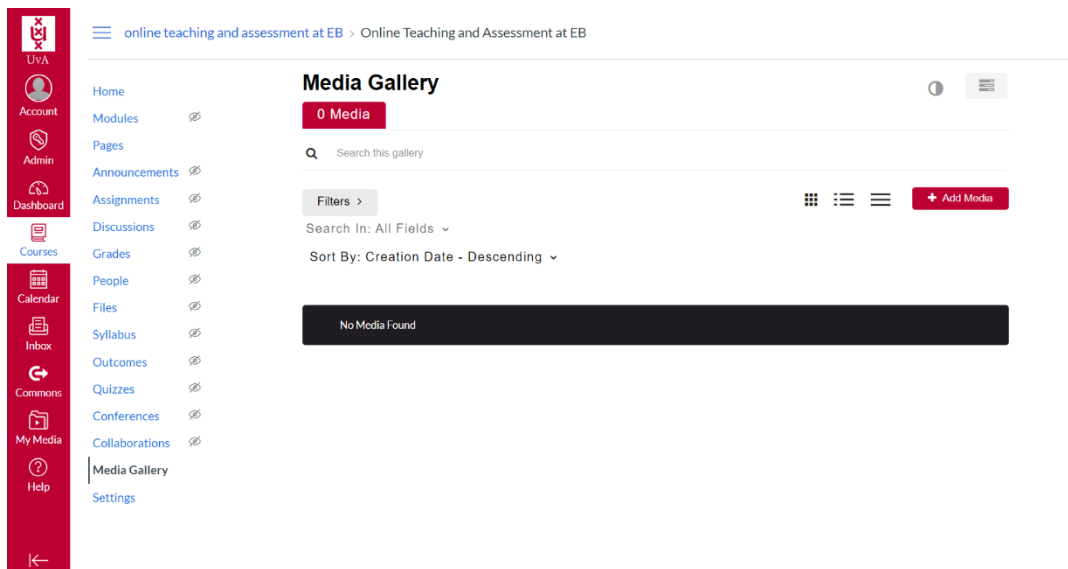 UvA
Account
Admin
Dashboard
Courses
Calendar
Inbox
Commons
My Media
Help
online teaching and assessment at EB > Online Teaching and Assessment at EB
Home
Modules
Pages
Announcements
Assignments
Discussions
Grades
People
Files
Syllabus
Outcomes
Quizzes
Conferences
Collaborations
Media Gallery
Settings
Media Gallery
0 Media
Search this gallery
Filters >
+ Add Media
Search In: All Fields
Sort By: Creation Date - Descending
No Media Found